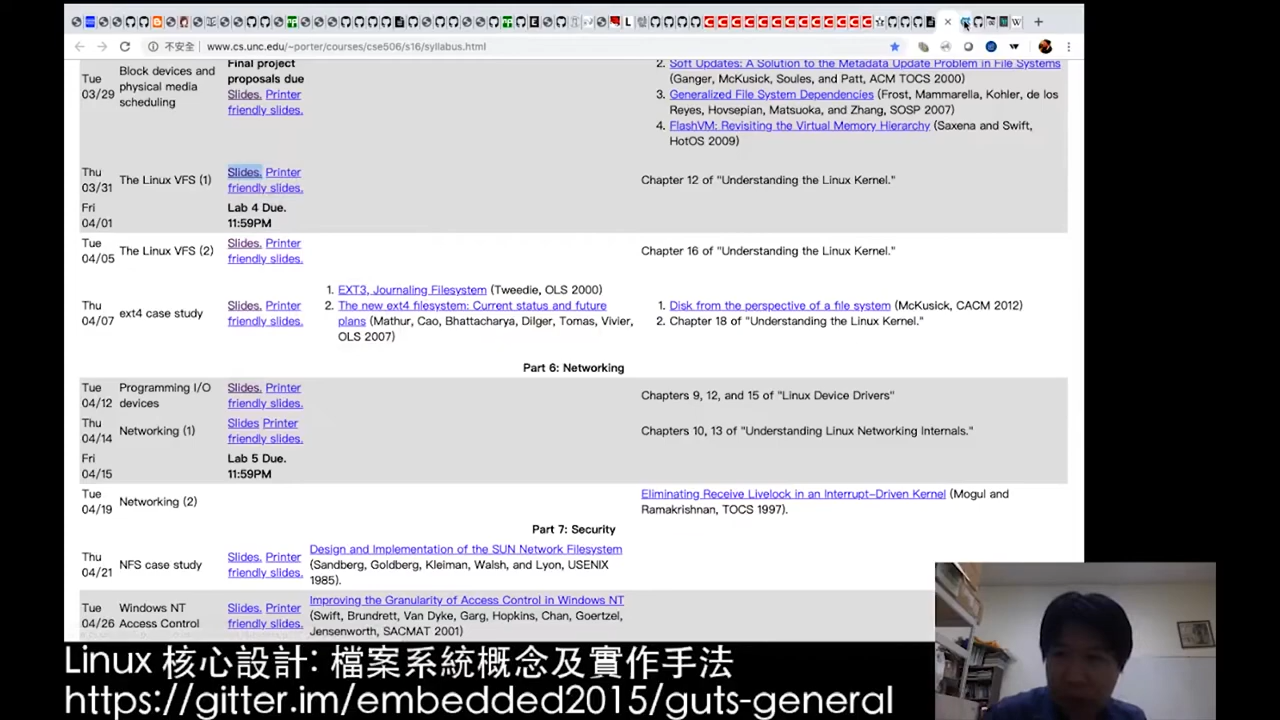 不安全 www.cs.unc.edu/~porter/courses/cse506/s16/syllabus.html
Tue 03/29
Block devices and physical media scheduling
Final project proposals due
Slides. Printer friendly slides.
2. Soft Updates: A Solution to the Metadata Update Problem in File Systems
(Ganger, McKusick, Soules, and Patt, ACM TOCS 2000)
3. Generalized File System Dependencies (Frost, Mammarella, Kohler, de los
Reyes, Hovsepian, Matsuoka, and Zhang, SOSP 2007)
4. FlashVM: Revisiting the Virtual Memory Hierarchy (Saxena and Swift,
HotOS 2009)
Thu 03/31
The Linux VFS (1)
Slides. Printer friendly slides.
Chapter 12 of "Understanding the Linux Kernel."
Fri 04/01
Lab 4 Due. 11:59PM
Tue 04/05
The Linux VFS (2)
Slides. Printer friendly slides.
Chapter 16 of "Understanding the Linux Kernel."
Thu 04/07
ext4 case study
Slides. Printer friendly slides.
1. EXT3, Journaling Filesystem (Tweedie, OLS 2000)
2. The new ext4 filesystem: Current status and future
plans (Mathur, Cao, Bhattacharya, Dilger, Tomas, Vivier,
OLS 2007)
1. Disk from the perspective of a file system (McKusick, CACM 2012)
2. Chapter 18 of "Understanding the Linux Kernel."
Part 6: Networking
Tue 04/12
Programming I/O devices
Slides. Printer friendly slides.
Chapters 9, 12, and 15 of "Linux Device Drivers"
Thu 04/14
Networking (1)
Slides Printer friendly slides.
Chapters 10, 13 of "Understanding Linux Networking Internals."
Fri 04/15
Lab 5 Due. 11:59PM
Tue 04/19
Networking (2)
Eliminating Receive Livelock in an Interrupt-Driven Kernel (Mogul and
Ramakrishnan, TOCS 1997).
Part 7: Security
Thu 04/21
NFS case study
Slides. Printer friendly slides.
Design and Implementation of the SUN Network Filesystem
(Sandberg, Goldberg, Kleiman, Walsh, and Lyon, USENIX
1985).
Tue 04/26
Windows NT Access Control
Slides. Printer friendly slides.
Improving the Granularity of Access Control in Windows NT
(Swift, Brundrett, Van Dyke, Garg, Hopkins, Chan, Goertzel,
Jensenworth, SACMAT 2001)
Linux 核心設計: 檔案系統概念及實作手法
https://gitter.im/embedded2015/guts-general